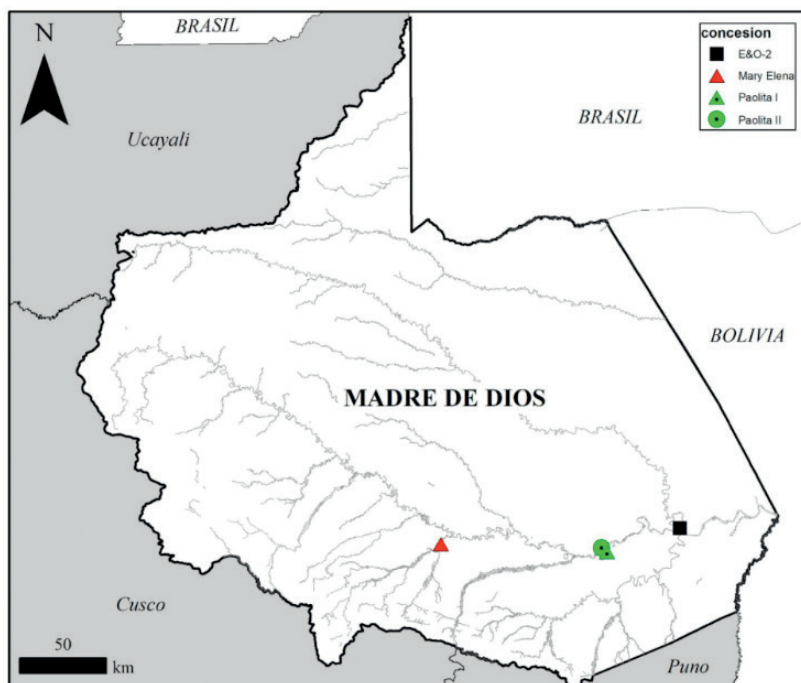 BRASIL
N
concesion
E&O-2
Mary Elena
Paolita I
Paolita II
BRASIL
Ucayali
BOLIVIA
MADRE DE DIOS
Cusco
50
km
Puno